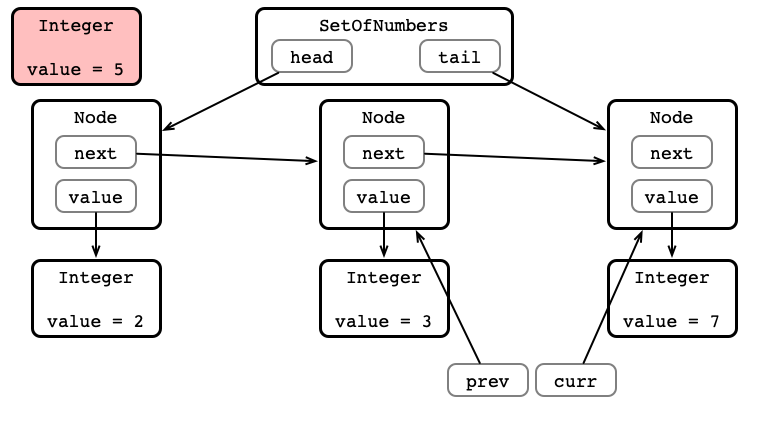 Integer
value = 5
SetOfNumbers
head
tail
Node
next
value
Node
next
value
Node
next
value
Integer
value = 2
Integer
value = 3
Integer
value = 7
prev
curr